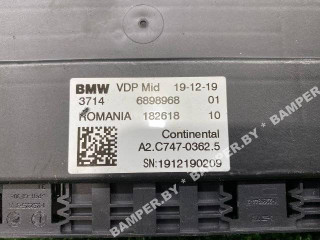 BMW VDP Mid 19-12-19
3714 6898968 01
ROMANIA 182618 10
Continental
A2.C747-0362.5
SN:1912190209
BAMPER.BY * BAMPER.BY * BAMPER.BY